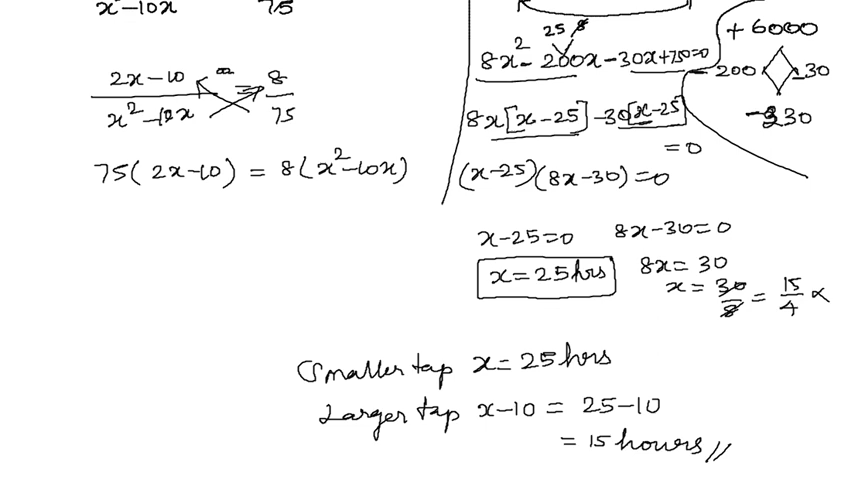 x²-10x 75
2x-10 = 8
x²-10x 75
75(2x-10) = 8(x²-10x)
25 8
8x²-200x-30x+750=0
8x[x-25]-30[x-25]
=0
(x-25)(8x-30)=0
+6000
-200 -30
-230
x-25=0 8x-30=0
x=25hrs 8x=30
x=30/8=15/4 ×
Smaller tap x=25hrs
Larger tap x-10 = 25-10
= 15 hours //